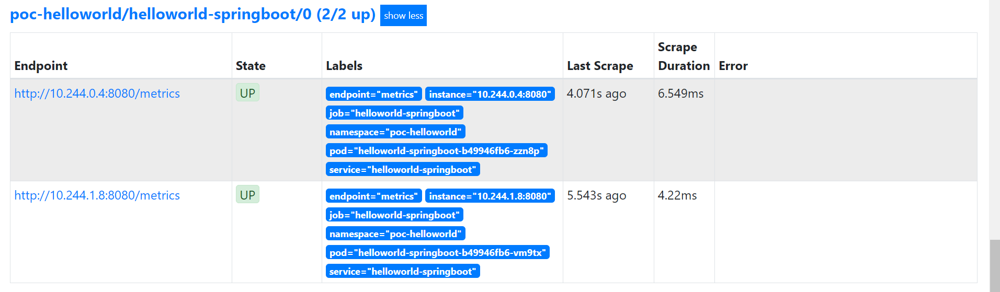 poc-helloworld/helloworld-springboot/0 (2/2 up) show less
Endpoint State Labels Last Scrape Scrape Duration Error
http://10.244.0.4:8080/metrics UP endpoint="metrics" instance="10.244.0.4:8080" 4.071s ago 6.549ms
job="helloworld-springboot"
namespace="poc-helloworld"
pod="helloworld-springboot-b49946fb6-zzn8p"
service="helloworld-springboot"
http://10.244.1.8:8080/metrics UP endpoint="metrics" instance="10.244.1.8:8080" 5.543s ago 4.22ms
job="helloworld-springboot"
namespace="poc-helloworld"
pod="helloworld-springboot-b49946fb6-vm9tx"
service="helloworld-springboot"